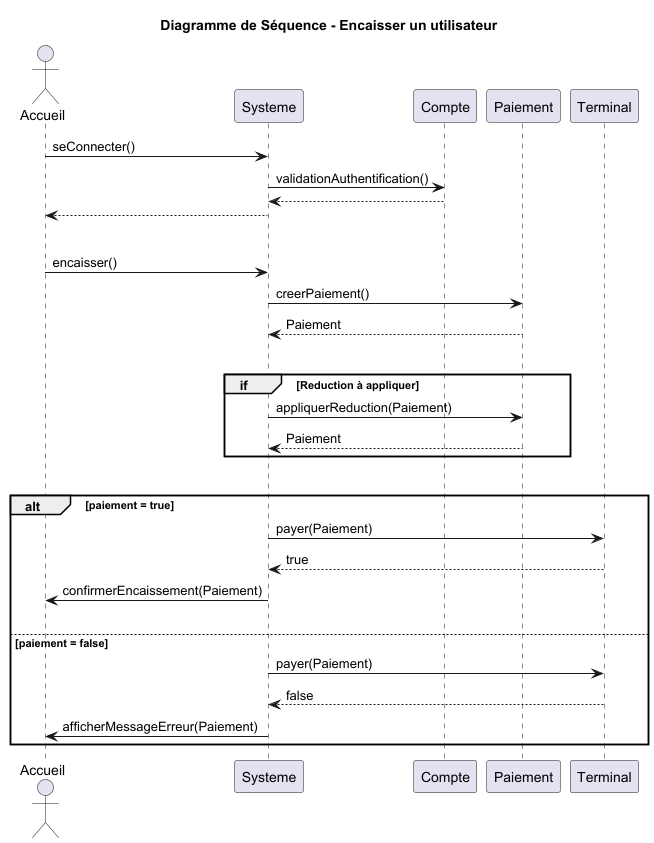 Diagramme de Séquence - Encaisser un utilisateur
Accueil
Systeme
Compte
Paiement
Terminal
seConnecter()
validationAuthentification()
encaisser()
creerPaiement()
Paiement
if
[Reduction à appliquer]
appliquerReduction(Paiement)
Paiement
alt
[paiement = true]
payer(Paiement)
true
confirmerEncaissement(Paiement)
[paiement = false]
payer(Paiement)
false
afficherMessageErreur(Paiement)
Accueil
Systeme
Compte
Paiement
Terminal